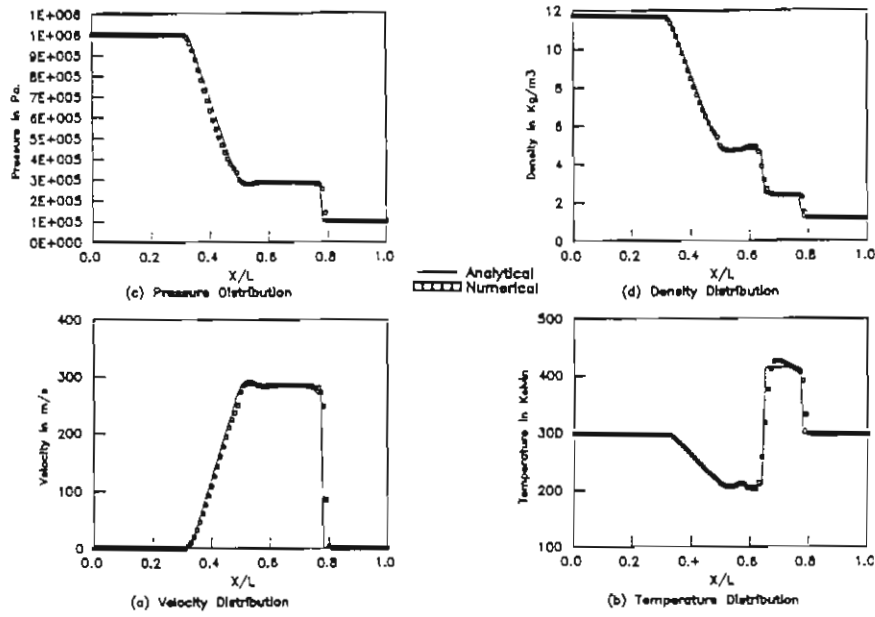 1E+006
1E+006
9E+005
8E+005
7E+005
6E+005
5E+005
4E+005
3E+005
2E+005
1E+005
0E+000
Pressure in Pa.
0.0 0.2 0.4 0.6 0.8 1.0
X/L
(c) Pressure Distribution
12
10
8
6
4
2
0
Density in Kg/m3
0.0 0.2 0.4 0.6 0.8 1.0
X/L
(d) Density Distribution
Analytical
Numerical
400
300
200
100
0
Velocity in m/s
0.0 0.2 0.4 0.6 0.8 1.0
X/L
(a) Velocity Distribution
500
400
300
200
100
Temperature in Kelvin
0.0 0.2 0.4 0.6 0.8 1.0
X/L
(b) Temperature Distribution